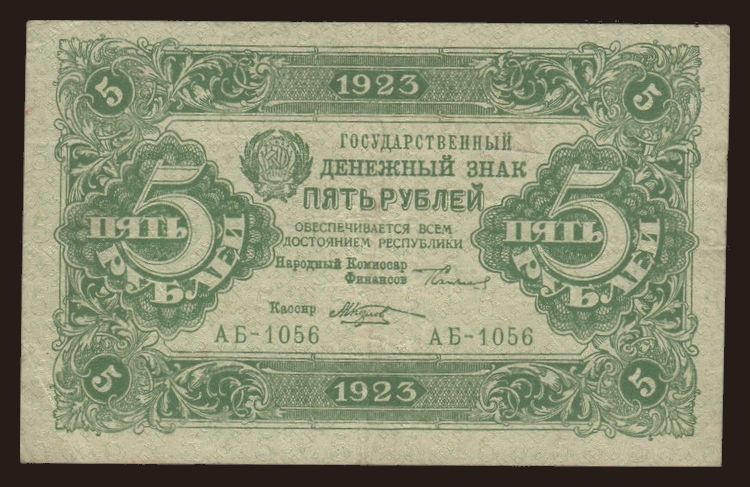 1923
5 5
ГОСУДАРСТВЕННЫЙ
ДЕНЕЖНЫЙ ЗНАК
ПЯТЬ РУБЛЕЙ
5 ПЯТЬ РУБЛЕЙ
5 ПЯТЬ РУБЛЕЙ
ОБЕСПЕЧИВАЕТСЯ ВСЕМ
ДОСТОЯНИЕМ РЕСПУБЛИКИ
Народный Комиссар
Финансов
Кассир
АБ-1056 АБ-1056
5 5
1923